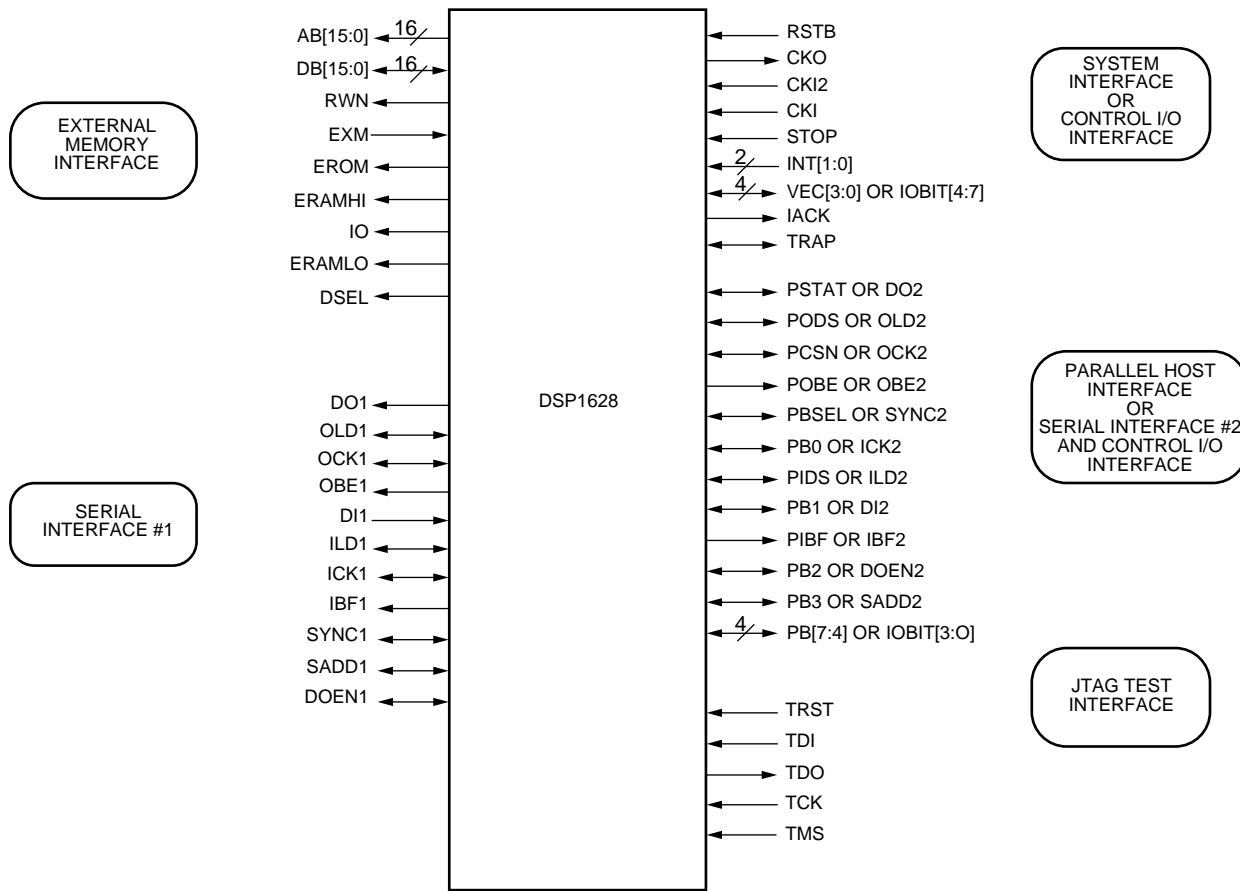 EXTERNAL
MEMORY
INTERFACE
SERIAL
INTERFACE #1
AB[15:0] 16
DB[15:0] 16
RWN
EXM
EROM
ERAMHI
IO
ERAMLO
DSEL
DO1
OLD1
OCK1
OBE1
DI1
ILD1
ICK1
IBF1
SYNC1
SADD1
DOEN1
DSP1628
RSTB
CKO
CKI2
CKI
STOP
2 INT[1:0]
4 VEC[3:0] OR IOBIT[4:7]
IACK
TRAP
PSTAT OR DO2
PODS OR OLD2
PCSN OR OCK2
POBE OR OBE2
PBSEL OR SYNC2
PB0 OR ICK2
PIDS OR ILD2
PB1 OR DI2
PIBF OR IBF2
PB2 OR DOEN2
PB3 OR SADD2
4 PB[7:4] OR IOBIT[3:O]
TRST
TDI
TDO
TCK
TMS
SYSTEM
INTERFACE
OR
CONTROL I/O
INTERFACE
PARALLEL HOST
INTERFACE
OR
SERIAL INTERFACE #2
AND CONTROL I/O
INTERFACE
JTAG TEST
INTERFACE